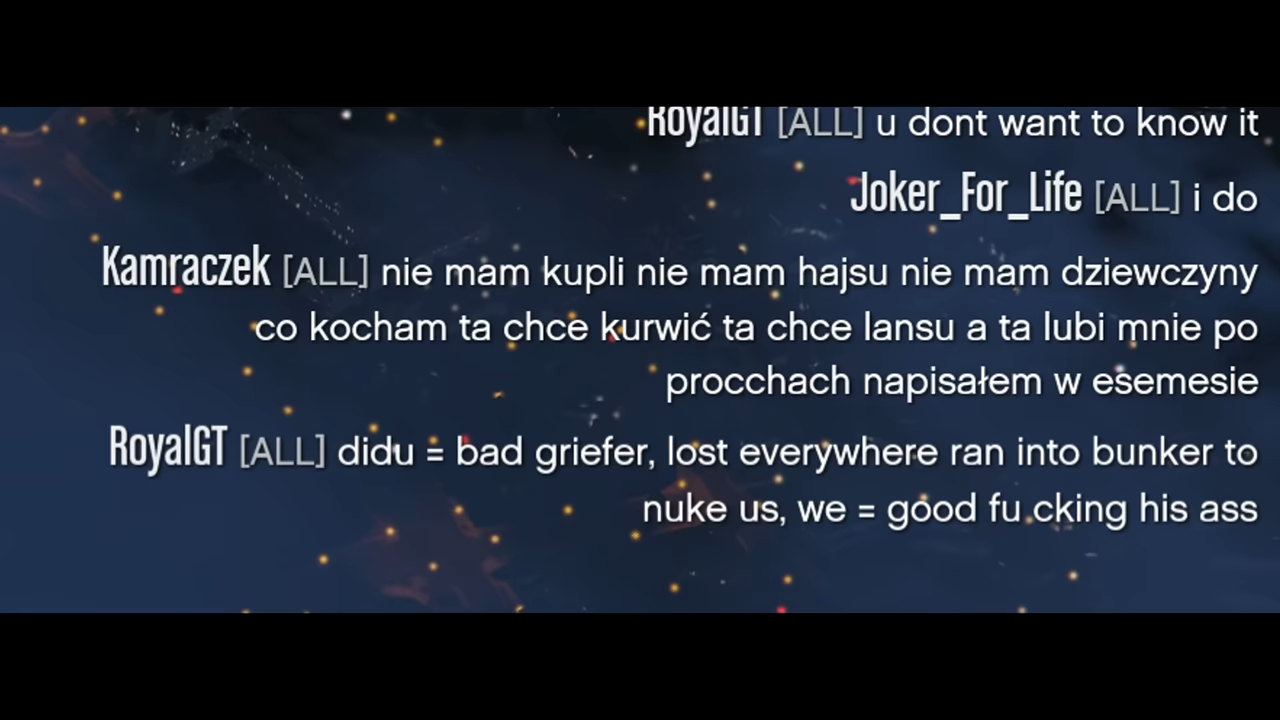 RoyalGT [ALL] u dont want to know it
Joker_For_Life [ALL] i do
Kamraczek [ALL] nie mam kupli nie mam hajsu nie mam dziewczyny
co kocham ta chce kurwić ta chce lansu a ta lubi mnie po
procchach napisałem w esemesie
RoyalGT [ALL] didu = bad griefer, lost everywhere ran into bunker to
nuke us, we = good fu cking his ass